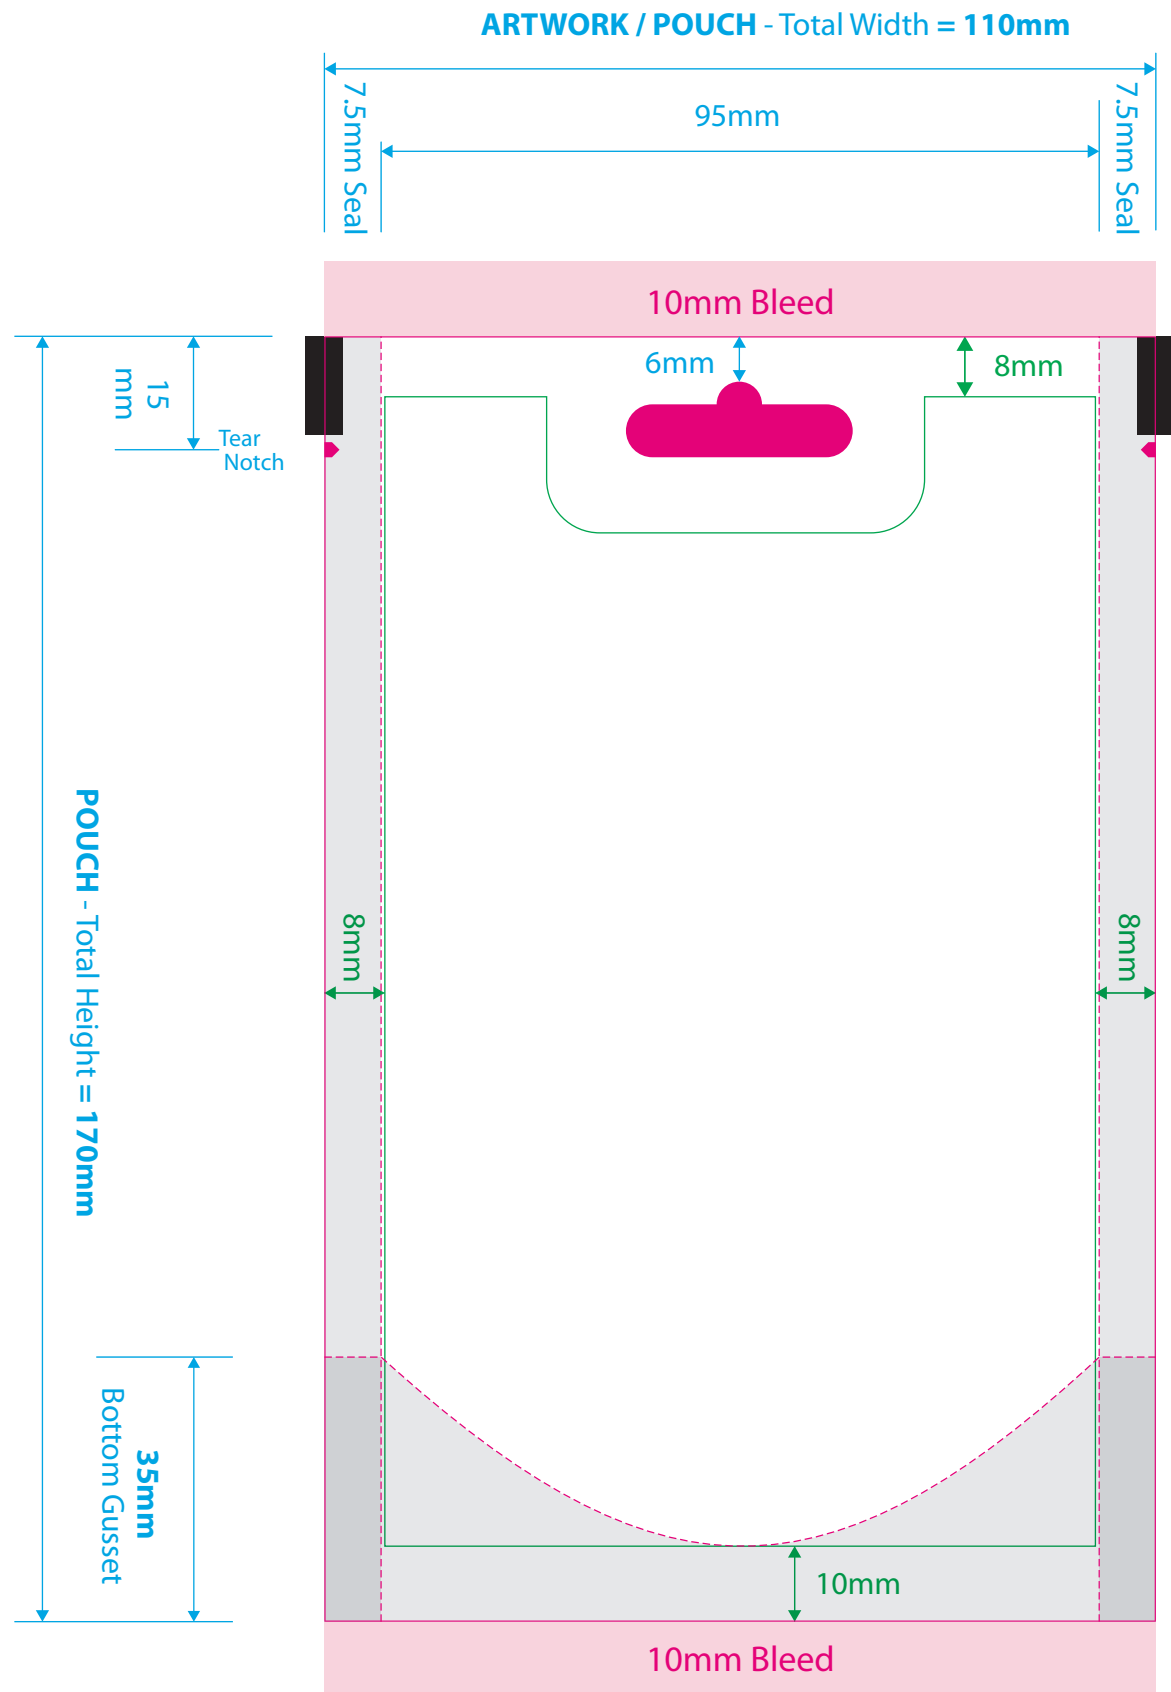 ARTWORK / POUCH - Total Width = 110mm
7.5mm Seal
95mm
7.5mm Seal
10mm Bleed
6mm
8mm
15
mm
Tear
Notch
POUCH - Total Height = 170mm
8mm
8mm
35mm
Bottom Gusset
10mm
10mm Bleed